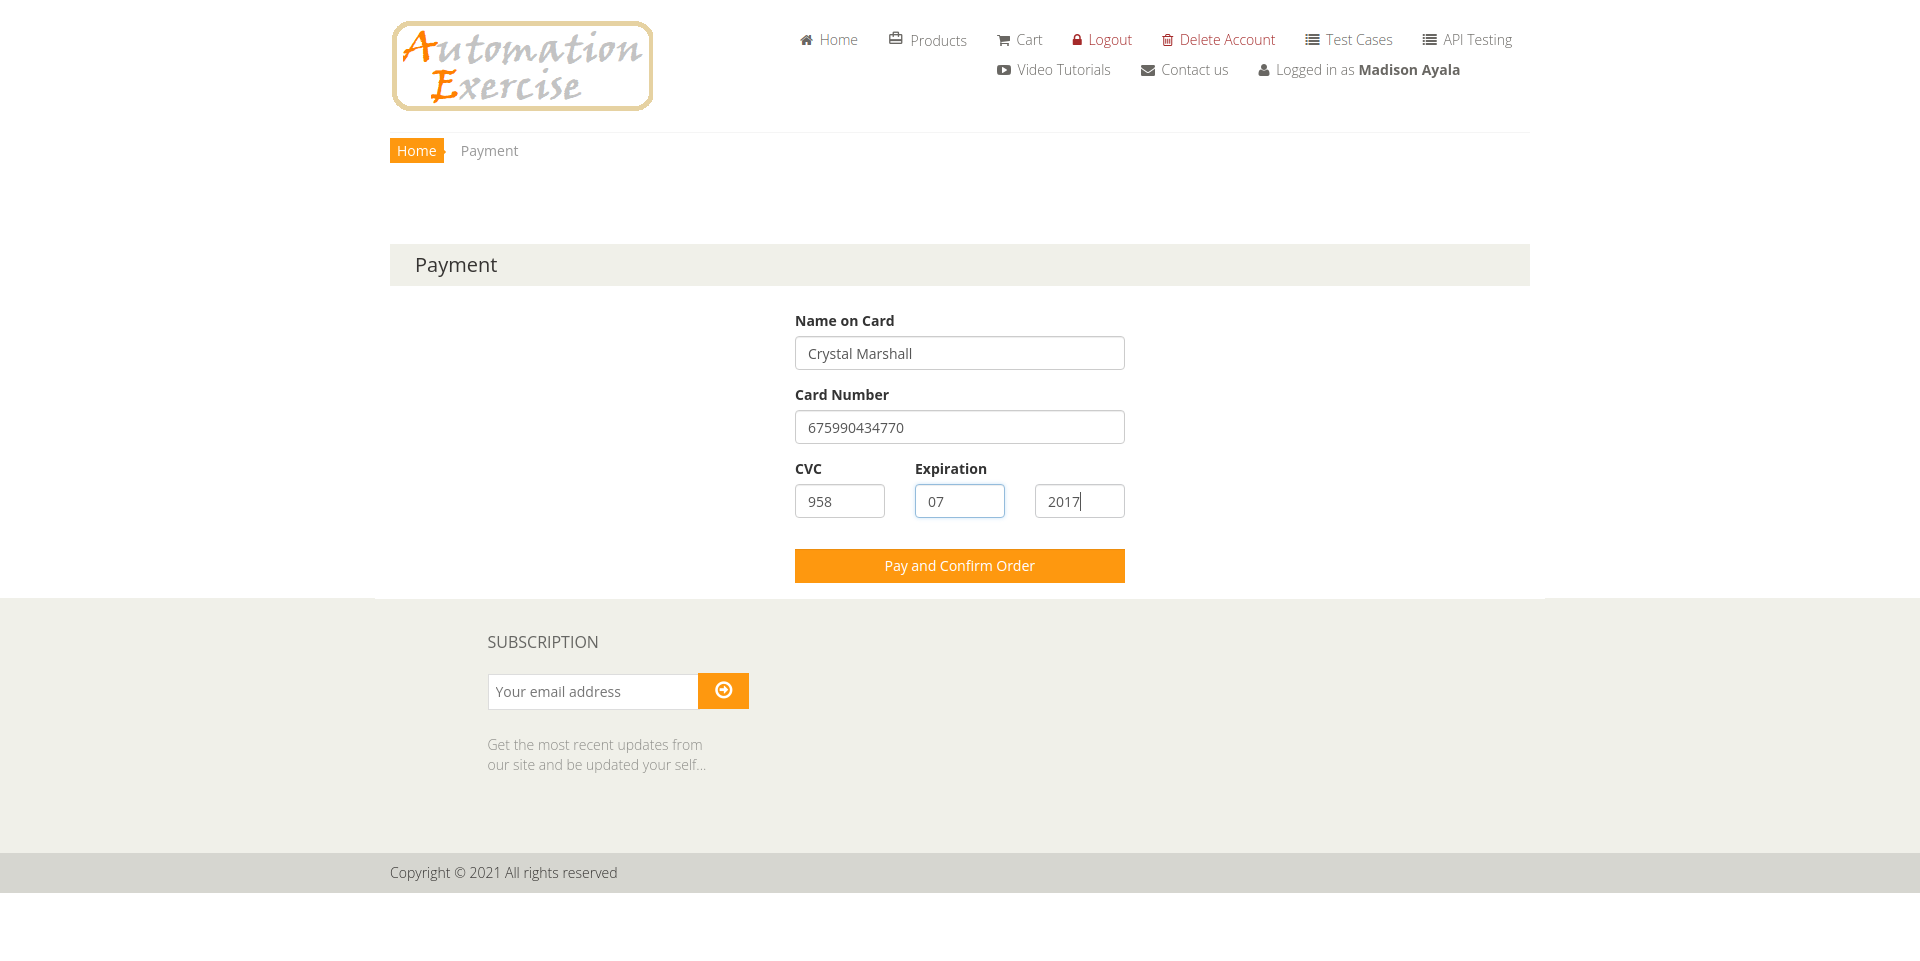 Automation
Exercise
Home
Products
Cart
Logout
Delete Account
Test Cases
API Testing
Video Tutorials
Contact us
Logged in as Madison Ayala
Home
Payment
Payment
Name on Card
Crystal Marshall
Card Number
675990434770
CVC
Expiration
958
07
2017
Pay and Confirm Order
SUBSCRIPTION
Your email address
Get the most recent updates from
our site and be updated your self...
Copyright © 2021 All rights reserved